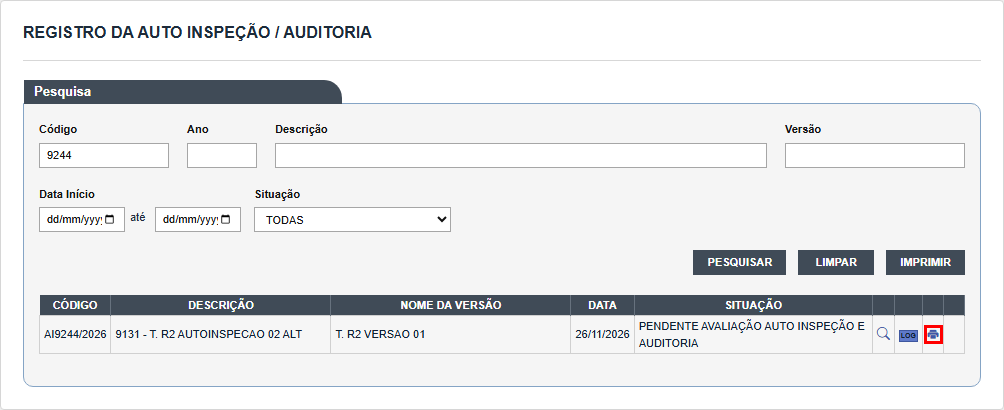 REGISTRO DA AUTO INSPEÇÃO / AUDITORIA
Pesquisa
Código Ano Descrição Versão
9244
Data Início Situação
dd/mm/yyyy até dd/mm/yyyy TODAS
PESQUISAR LIMPAR IMPRIMIR
CÓDIGO DESCRIÇÃO NOME DA VERSÃO DATA SITUAÇÃO
AI9244/2026 9131 - T. R2 AUTOINSPECAO 02 ALT T. R2 VERSAO 01 26/11/2026 PENDENTE AVALIAÇÃO AUTO INSPEÇÃO E
AUDITORIA
LOG